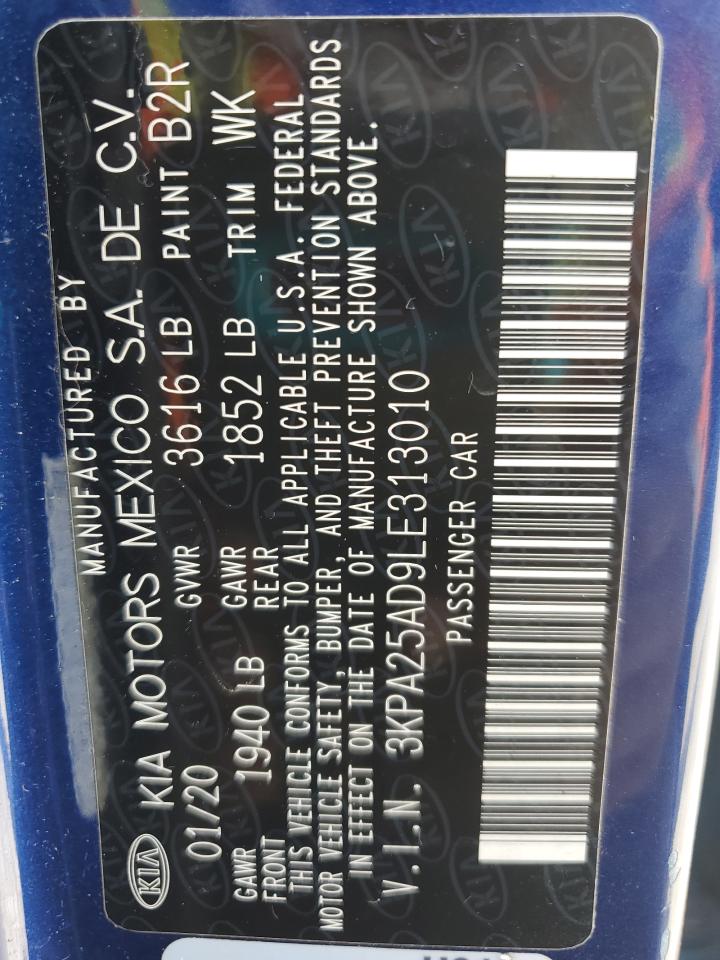 MANUFACTURED BY
KIA KIA MOTORS MEXICO S.A. DE C.V.
01/20 GVWR 3616 LB PAINT B2R
GAWR FRONT 1940 LB GAWR REAR 1852 LB TRIM WK
THIS VEHICLE CONFORMS TO ALL APPLICABLE U.S.A. FEDERAL
MOTOR VEHICLE SAFETY, BUMPER, AND THEFT PREVENTION STANDARDS
IN EFFECT ON THE DATE OF MANUFACTURE SHOWN ABOVE.
V.I.N. 3KPA25AD9LE313010
PASSENGER CAR